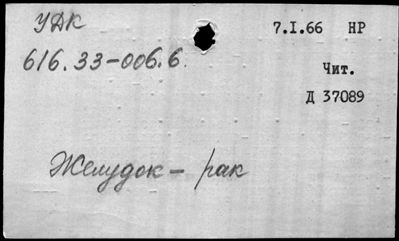 УДК
616.33-006.6.
7.I.66 НР
Чит.
Д 37089
Желудок - рак